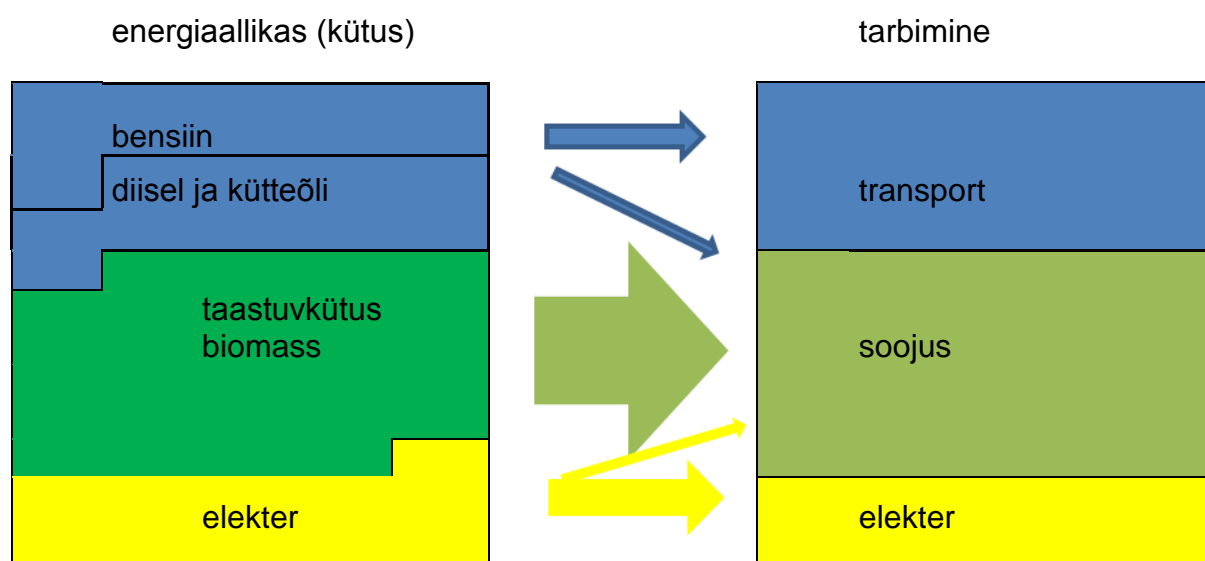 energiaallikas (kütus)
tarbimine
bensiin
diisel ja kütteõli
transport
taastuvkütus
biomass
soojus
elekter
elekter